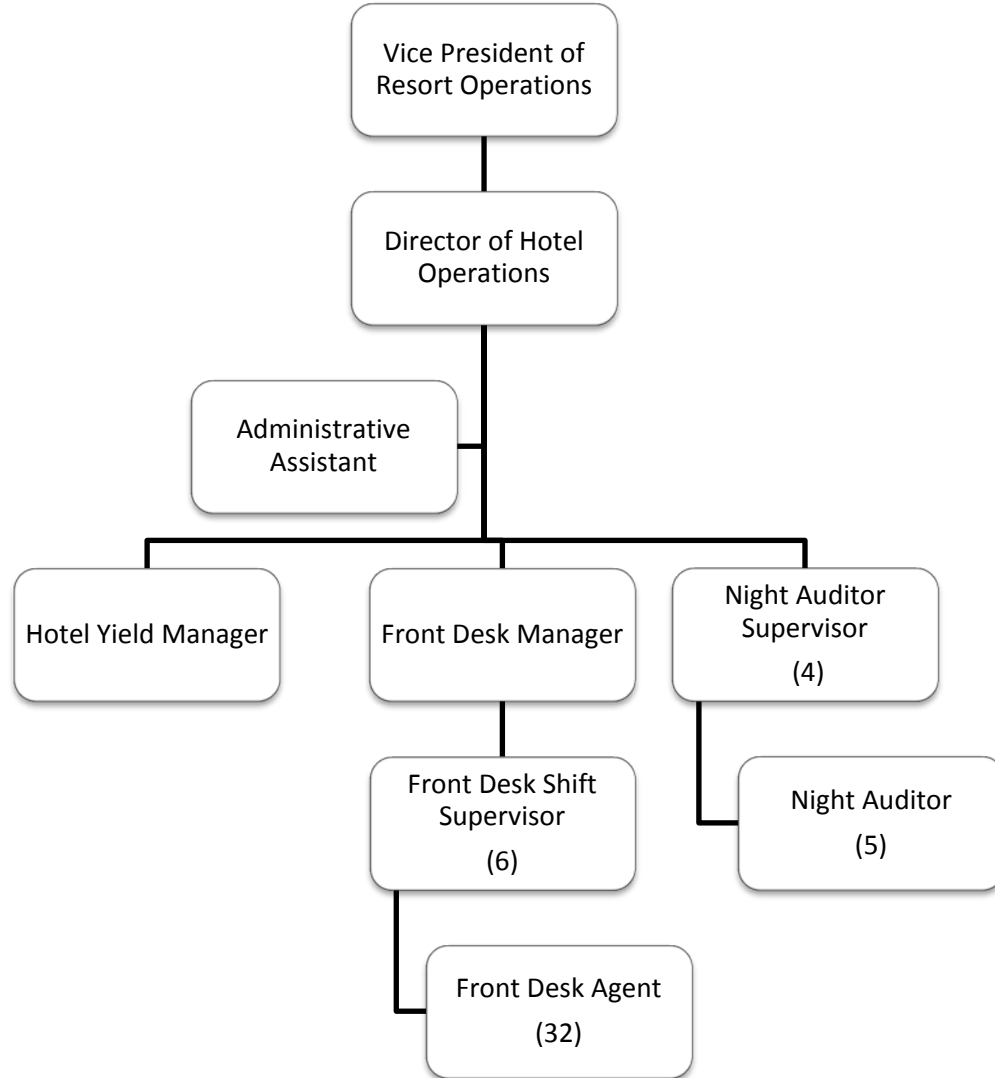 Vice President of
Resort Operations
Director of Hotel
Operations
Administrative
Assistant
Hotel Yield Manager
Front Desk Manager
Night Auditor
Supervisor
(4)
Front Desk Shift
Supervisor
(6)
Night Auditor
(5)
Front Desk Agent
(32)